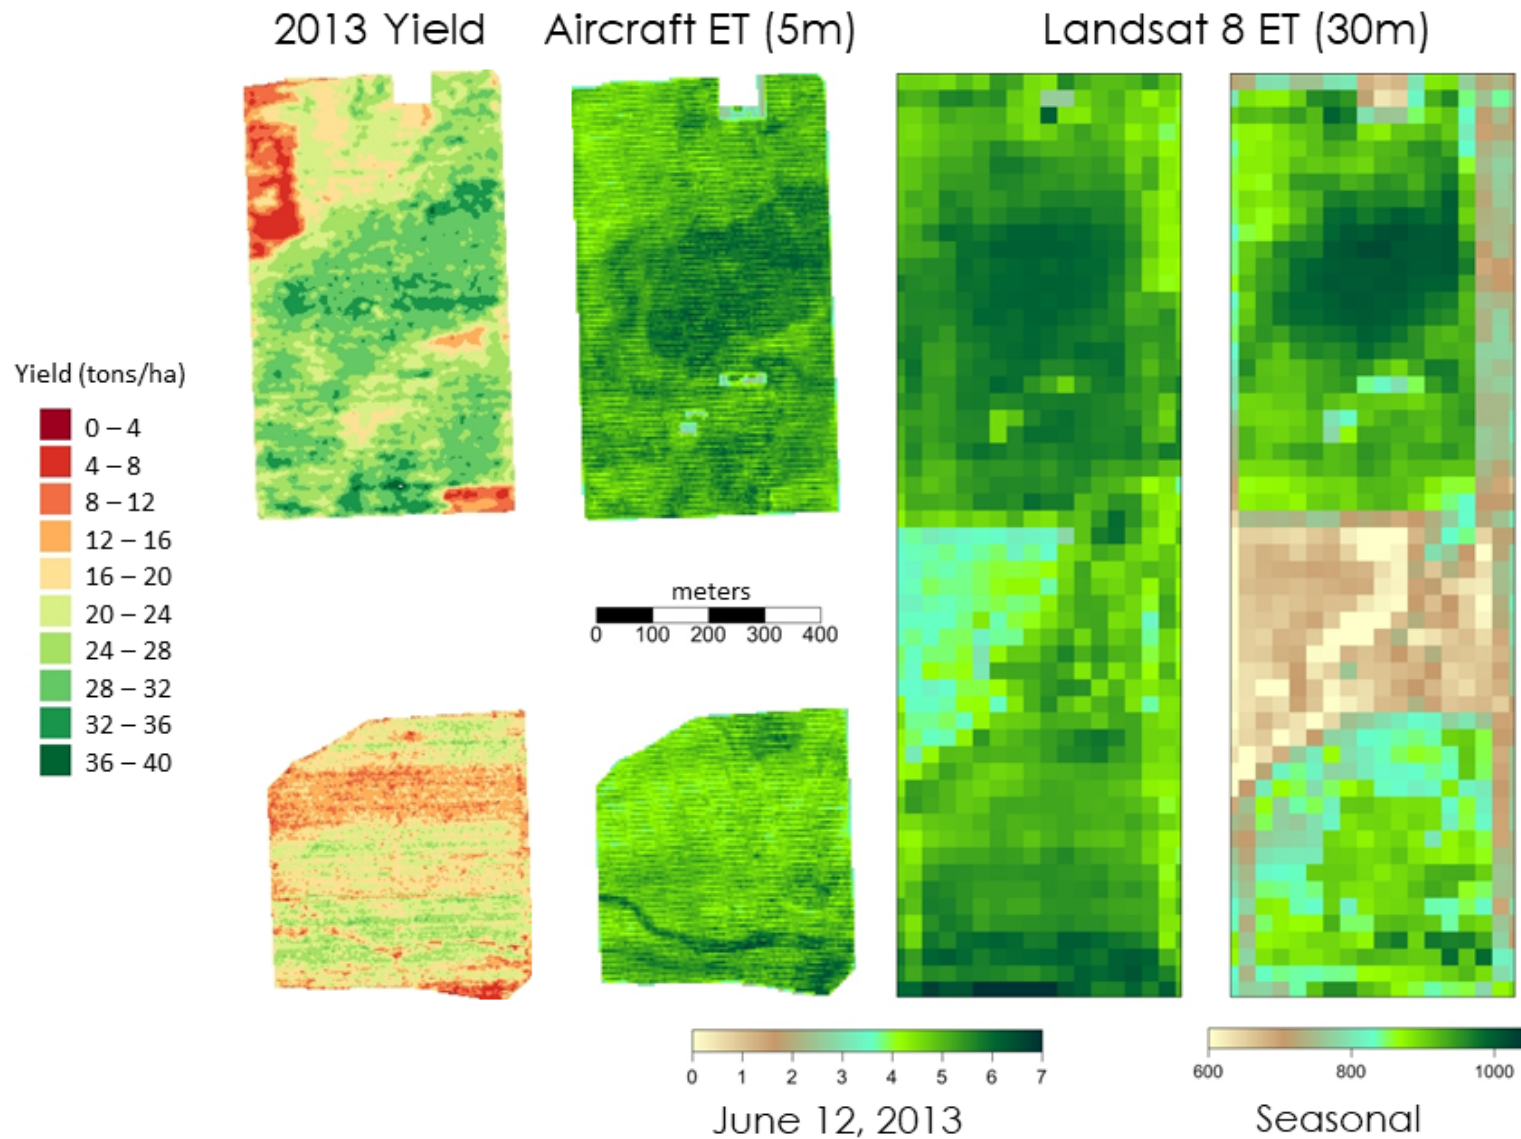 2013 Yield
Aircraft ET (5m)
Landsat 8 ET (30m)
Yield (tons/ha)
0 – 4
4 – 8
8 – 12
12 – 16
16 – 20
20 – 24
24 – 28
28 – 32
32 – 36
36 – 40
meters
0 100 200 300 400
0 1 2 3 4 5 6 7
June 12, 2013
600 800 1000
Seasonal